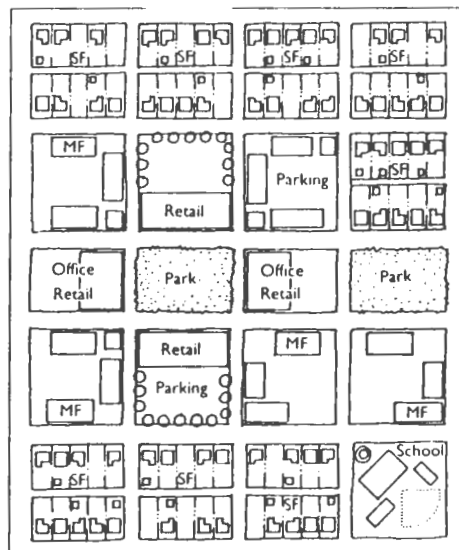 SF
SF
SF
SF
MF
Retail
Parking
SF
Office
Retail
Park
Office
Retail
Park
MF
Retail
Parking
MF
MF
SF
SF
SF
School